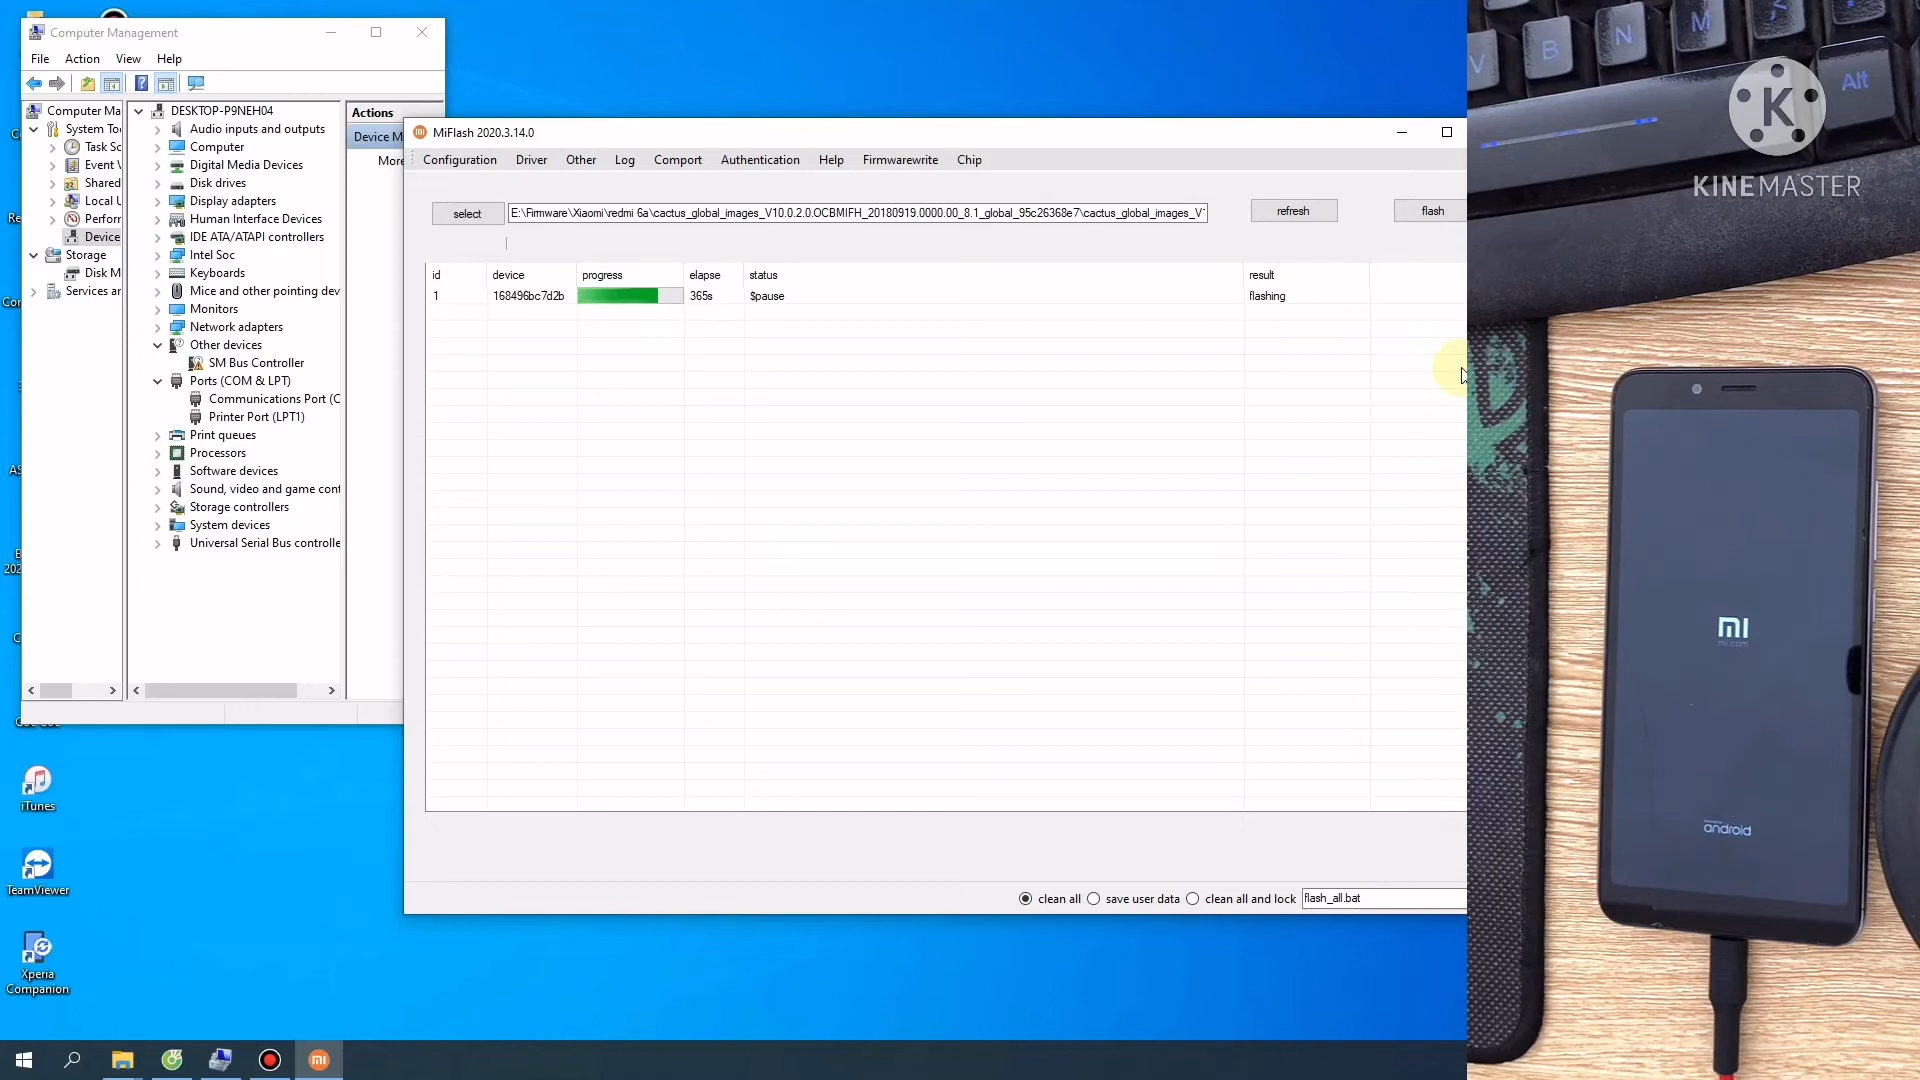 Computer Management
File Action View Help
Computer Ma
System To
Task Sc
Event V
Shared
Local U
Perform
Device
Storage
Disk M
Services ar
DESKTOP-P9NEH04
Audio inputs and outputs
Computer
Digital Media Devices
Disk drives
Display adapters
Human Interface Devices
IDE ATA/ATAPI controllers
Intel Soc
Keyboards
Mice and other pointing dev
Monitors
Network adapters
Other devices
SM Bus Controller
Ports (COM & LPT)
Communications Port (C
Printer Port (LPT1)
Print queues
Processors
Software devices
Sound, video and game cont
Storage controllers
System devices
Universal Serial Bus controlle
Actions
Device M
More
MiFlash 2020.3.14.0
Configuration Driver Other Log Comport Authentication Help Firmwarewrite Chip
select E:\Firmware\Xiaomi\redmi 6a\cactus_global_images_V10.0.2.0.OCBMIFH_20180919.0000.00_8.1_global_95c26368e7\cactus_global_images_V refresh flash
id device progress elapse status result
1 168496bc7d2b 365s $pause flashing
clean all save user data clean all and lock flash_all.bat
iTunes
TeamViewer
Xperia
Companion
V B N M Alt
K
KINEMASTER
mi
mi.com
android